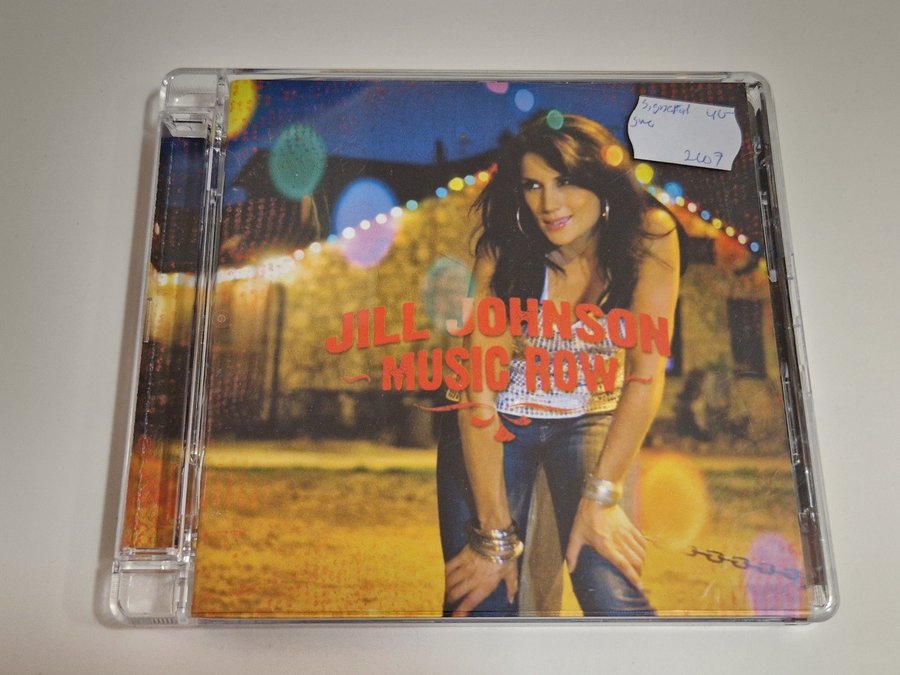 Signerad 40-
2007
JILL JOHNSON
~ MUSIC ROW ~